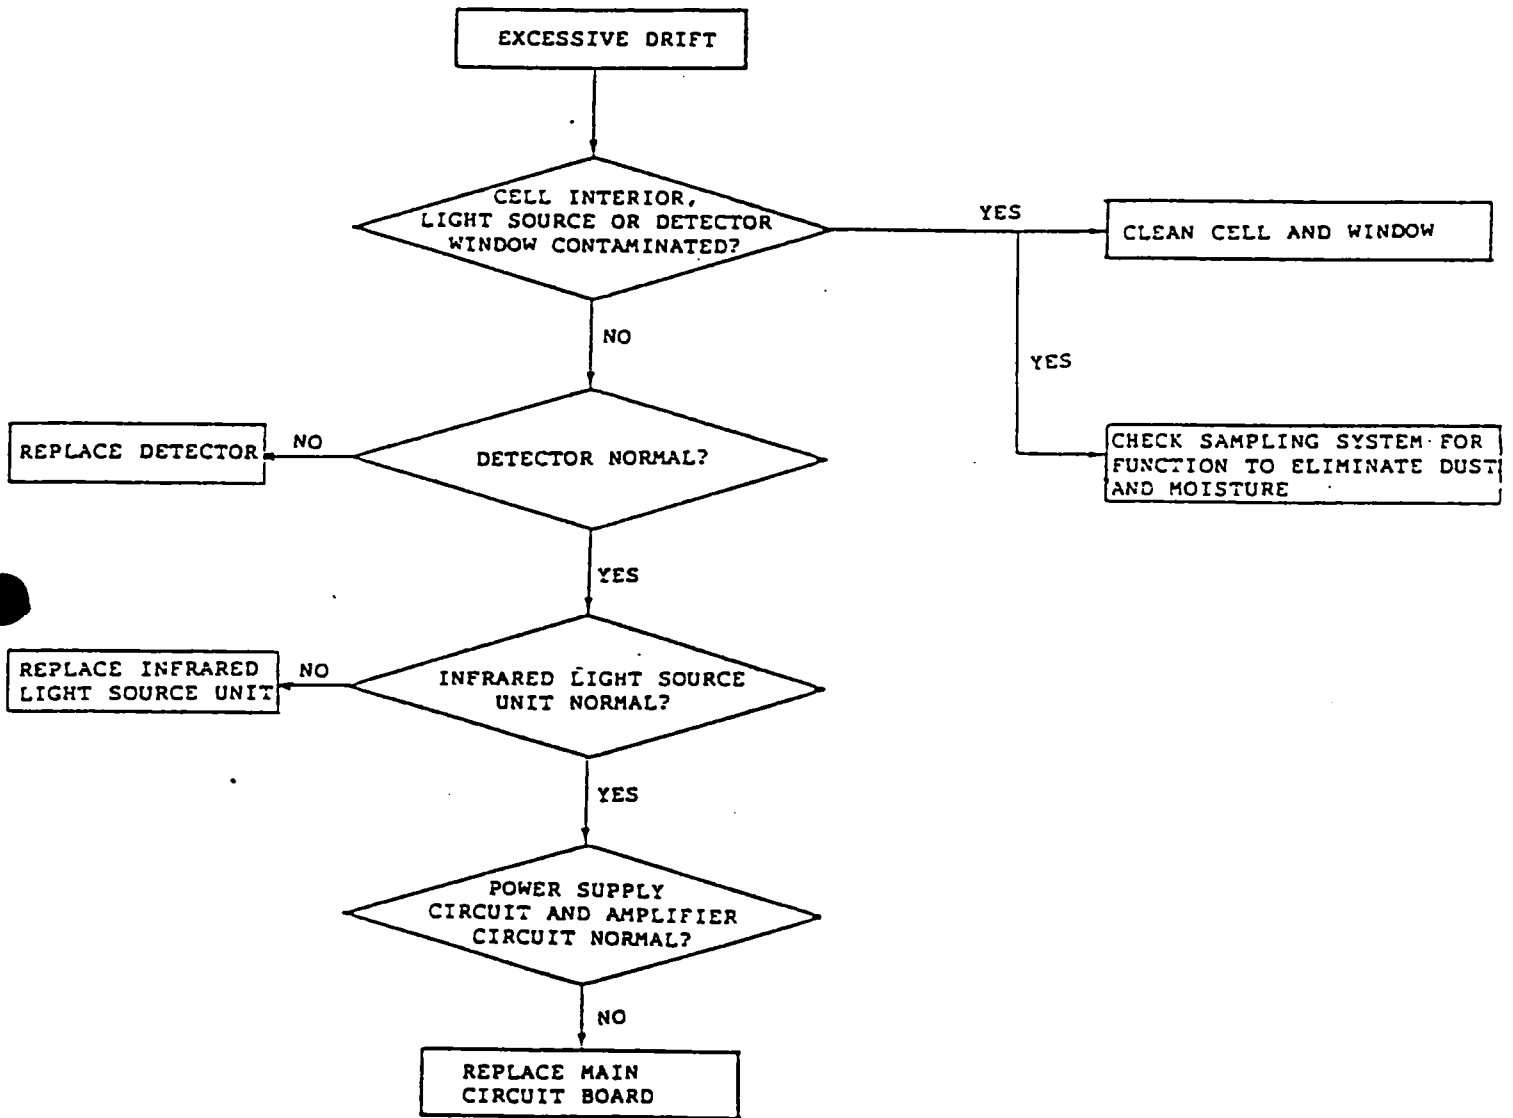 EXCESSIVE DRIFT
CELL INTERIOR,
LIGHT SOURCE OR DETECTOR
WINDOW CONTAMINATED?
YES
CLEAN CELL AND WINDOW
NO
YES
CHECK SAMPLING SYSTEM FOR
FUNCTION TO ELIMINATE DUST
AND MOISTURE
REPLACE DETECTOR
NO
DETECTOR NORMAL?
YES
REPLACE INFRARED
LIGHT SOURCE UNIT
NO
INFRARED LIGHT SOURCE
UNIT NORMAL?
YES
POWER SUPPLY
CIRCUIT AND AMPLIFIER
CIRCUIT NORMAL?
NO
REPLACE MAIN
CIRCUIT BOARD